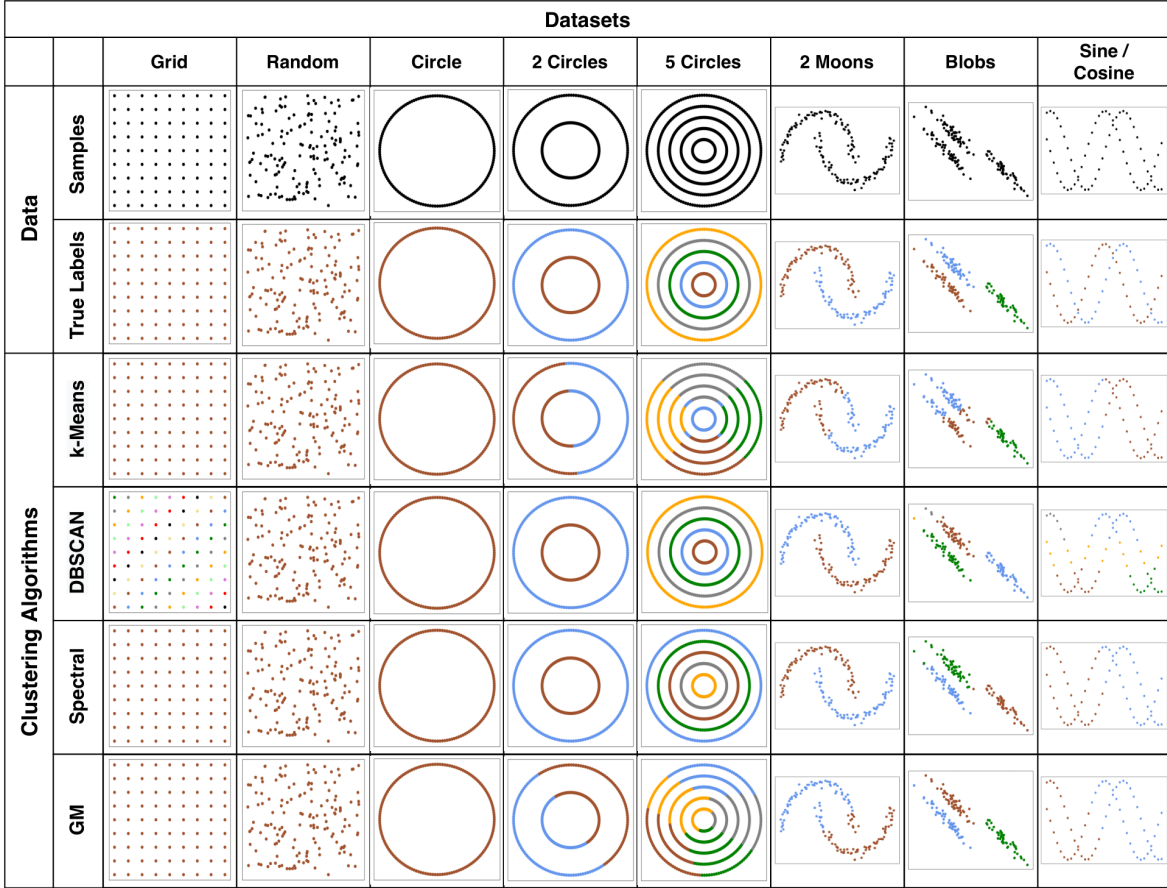 Datasets
Grid
Random
Circle
2 Circles
5 Circles
2 Moons
Blobs
Sine /
Cosine
Data
Samples
True Labels
Clustering Algorithms
k-Means
DBSCAN
Spectral
GM